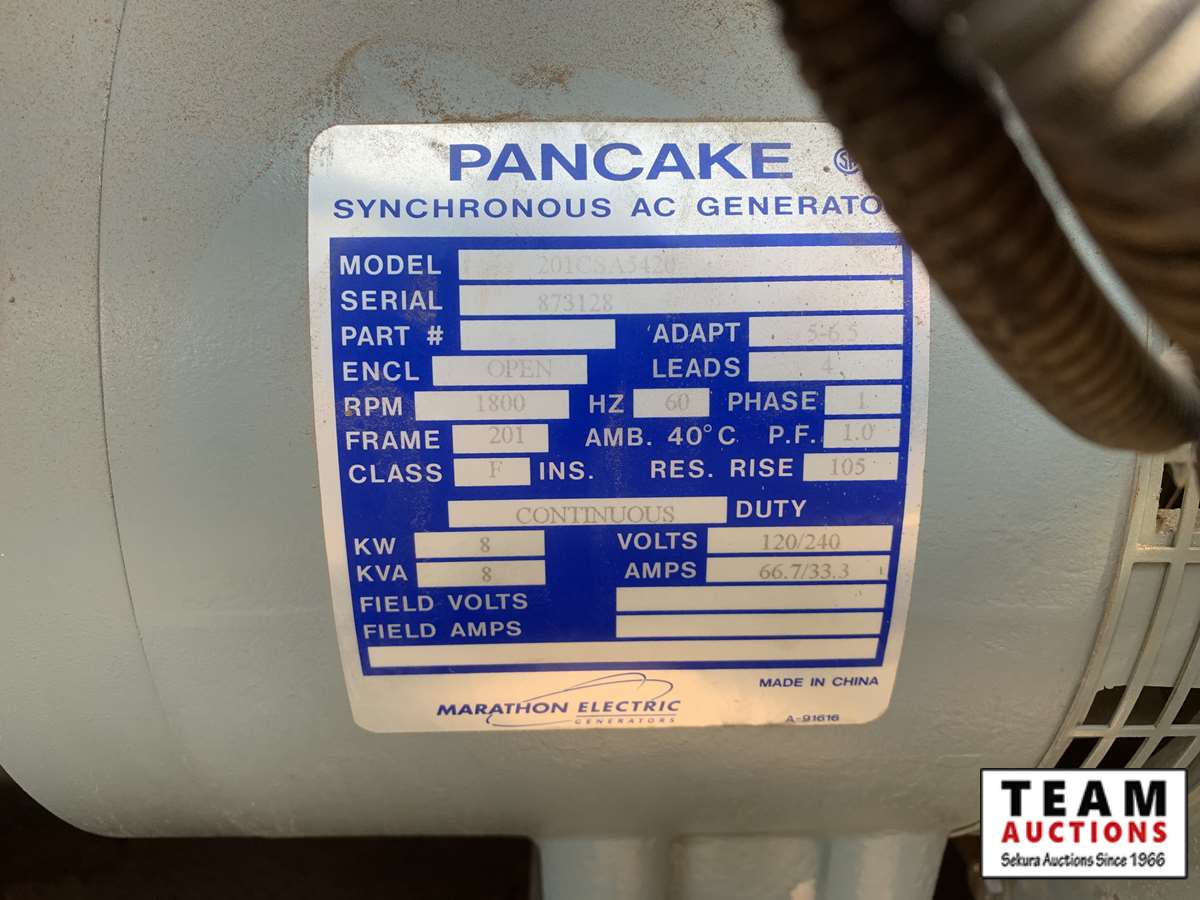 PANCAKE
SYNCHRONOUS AC GENERATO
MODEL 201CSA5420
SERIAL 873128
PART # ADAPT 5-6.5
ENCL OPEN LEADS 4
RPM 1800 HZ 60 PHASE 1
FRAME 201 AMB. 40°C P.F. 1.0
CLASS F INS. RES. RISE 105
CONTINUOUS DUTY
KW 8 VOLTS 120/240
KVA 8 AMPS 66.7/33.3
FIELD VOLTS
FIELD AMPS
MARATHON ELECTRIC
GENERATORS
MADE IN CHINA
A-91616
TEAM
AUCTIONS
Sekura Auctions Since 1966